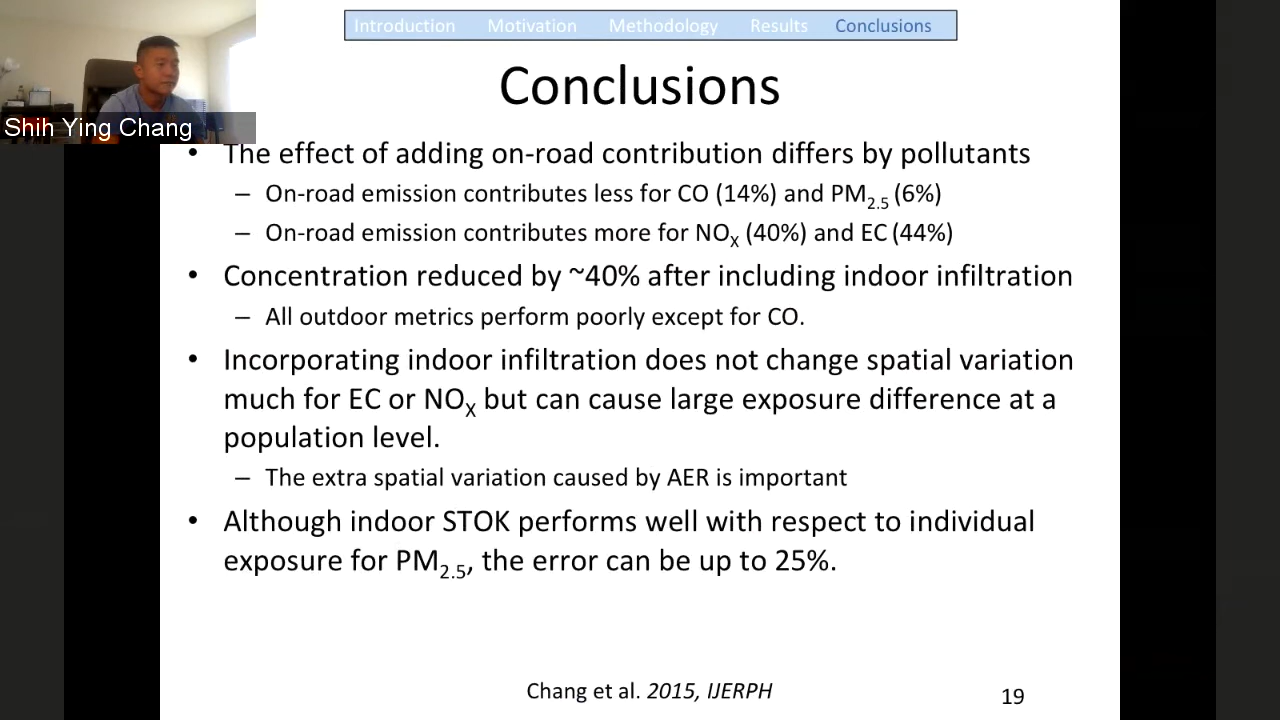 Introduction Motivation Methodology Results Conclusions
Conclusions
Shih Ying Chang
• The effect of adding on-road contribution differs by pollutants
– On-road emission contributes less for CO (14%) and PM2.5 (6%)
– On-road emission contributes more for NOX (40%) and EC (44%)
• Concentration reduced by ~40% after including indoor infiltration
– All outdoor metrics perform poorly except for CO.
• Incorporating indoor infiltration does not change spatial variation
much for EC or NOX but can cause large exposure difference at a
population level.
– The extra spatial variation caused by AER is important
• Although indoor STOK performs well with respect to individual
exposure for PM2.5, the error can be up to 25%.
Chang et al. 2015, IJERPH
19